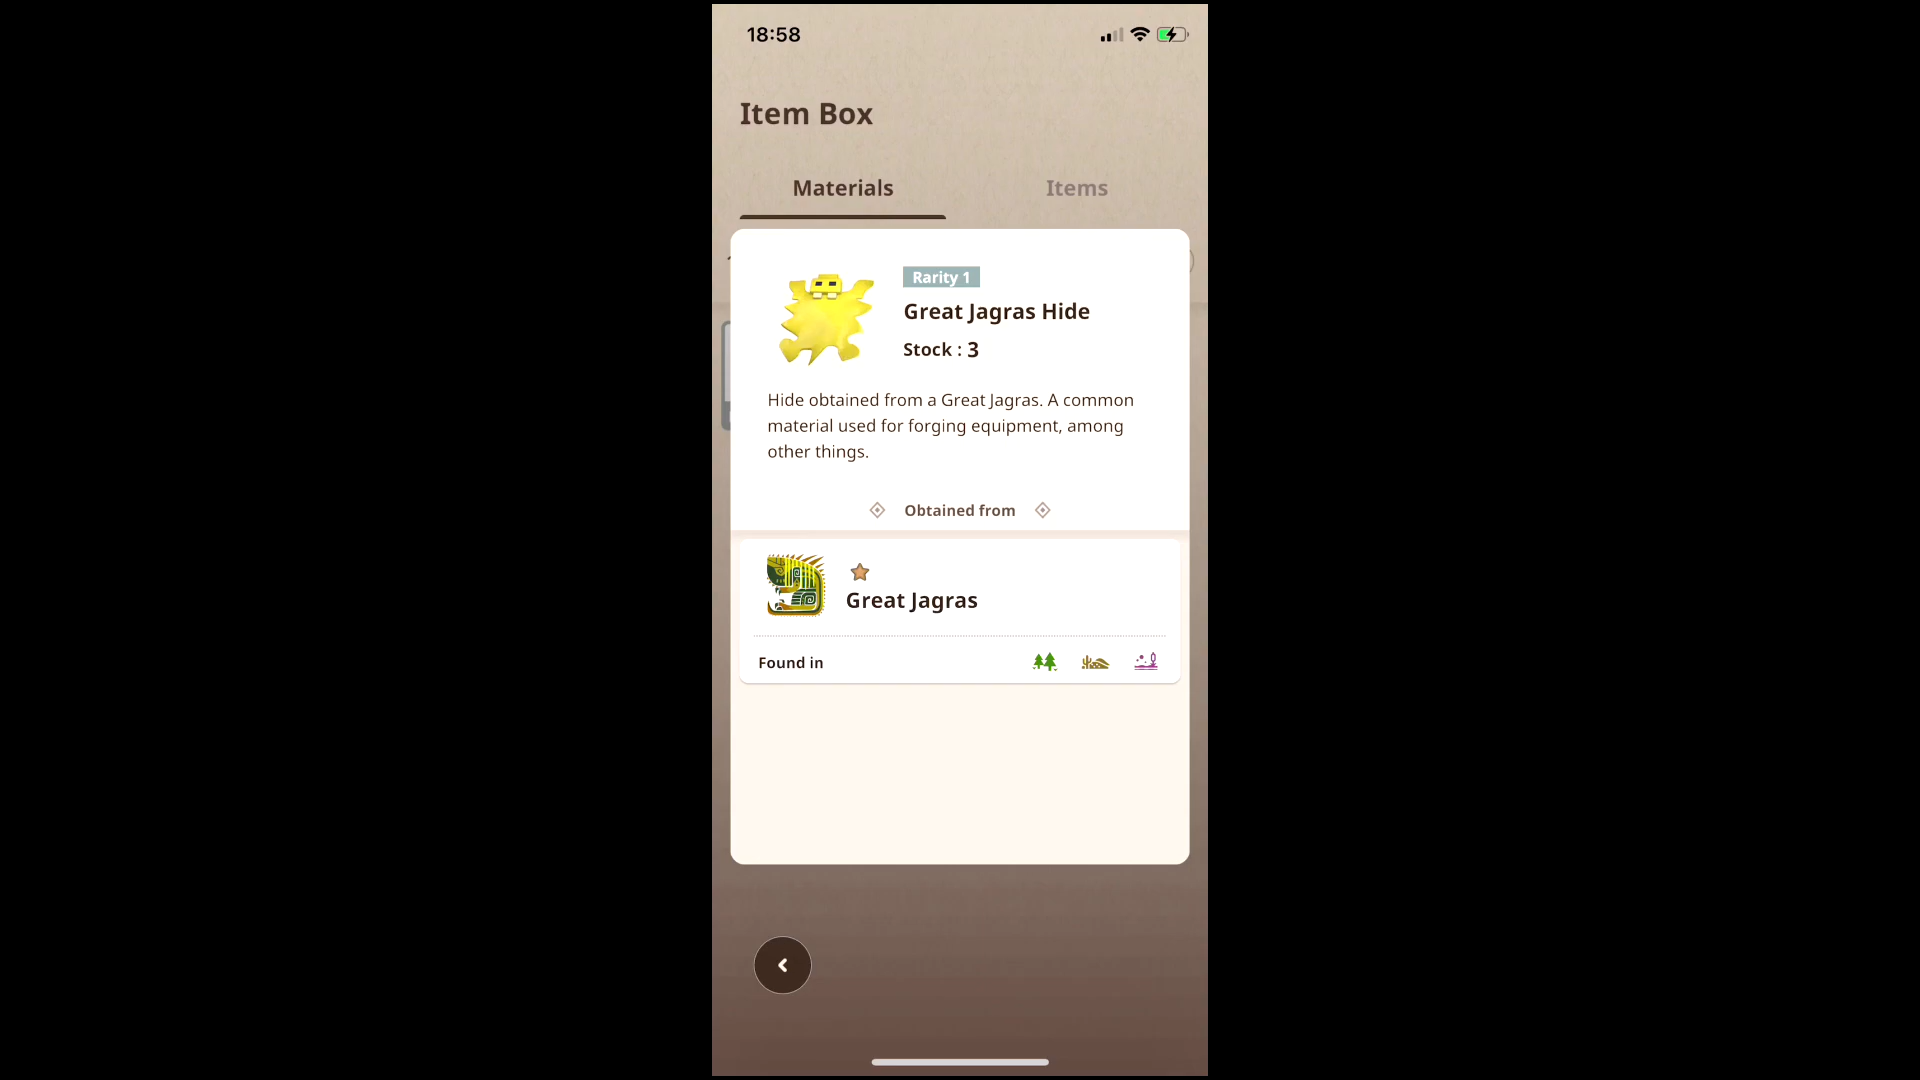 18:58
Item Box
Materials
Items
Rarity 1
Great Jagras Hide
Stock : 3
Hide obtained from a Great Jagras. A common
material used for forging equipment, among
other things.
Obtained from
Great Jagras
Found in